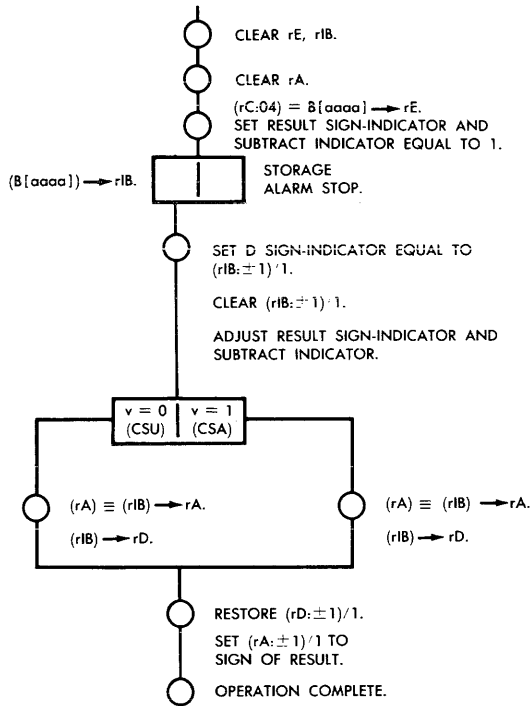 CLEAR rE, rIB.
CLEAR rA.
(rC:04) = B[aaaa] → rE.
SET RESULT SIGN-INDICATOR AND
SUBTRACT INDICATOR EQUAL TO 1.
(B[aaaa]) → rIB.
STORAGE
ALARM STOP.
SET D SIGN-INDICATOR EQUAL TO
(rIB:±1)/1.
CLEAR (rIB:±1)/1.
ADJUST RESULT SIGN-INDICATOR AND
SUBTRACT INDICATOR.
v = 0
(CSU)
v = 1
(CSA)
(rA) ≡ (rIB) → rA.
(rIB) → rD.
(rA) ≡ (rIB) → rA.
(rIB) → rD.
RESTORE (rD:±1)/1.
SET (rA:±1)/1 TO
SIGN OF RESULT.
OPERATION COMPLETE.